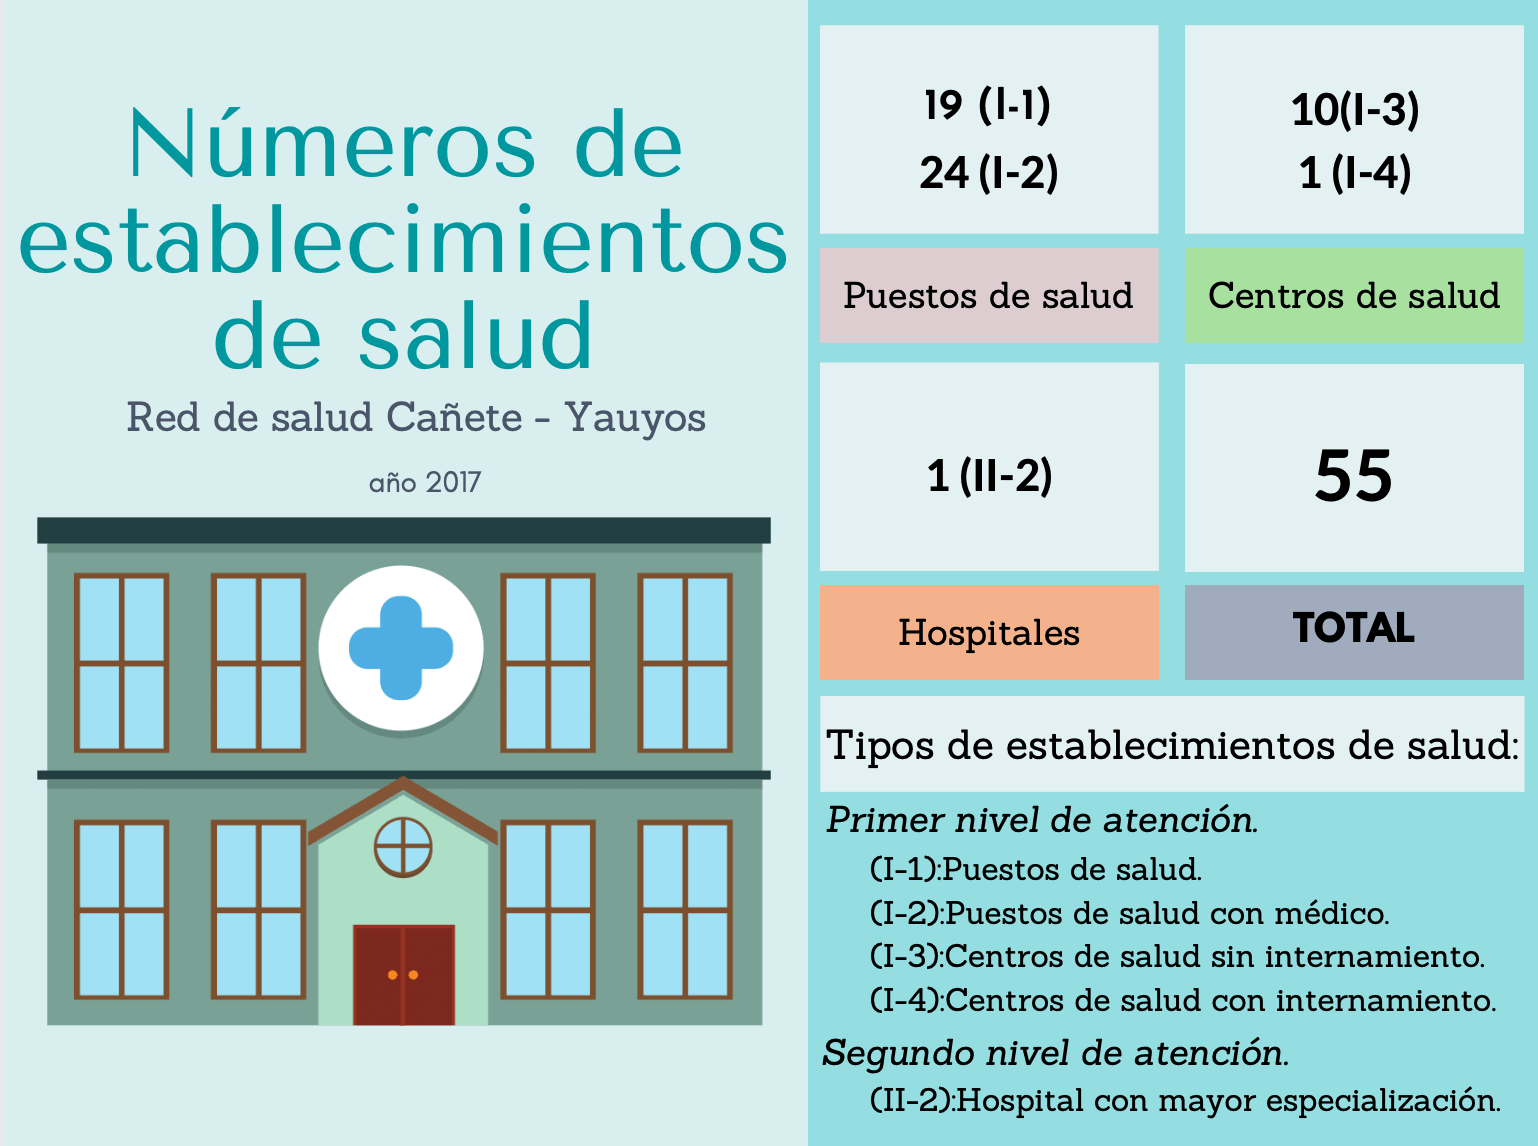 Números de
establecimientos
de salud
Red de salud Cañete - Yauyos
año 2017
19 (I-1)
24 (I-2)
Puestos de salud
10(I-3)
1 (I-4)
Centros de salud
1 (II-2)
Hospitales
55
TOTAL
Tipos de establecimientos de salud:
Primer nivel de atención.
(I-1):Puestos de salud.
(I-2):Puestos de salud con médico.
(I-3):Centros de salud sin internamiento.
(I-4):Centros de salud con internamiento.
Segundo nivel de atención.
(II-2):Hospital con mayor especialización.